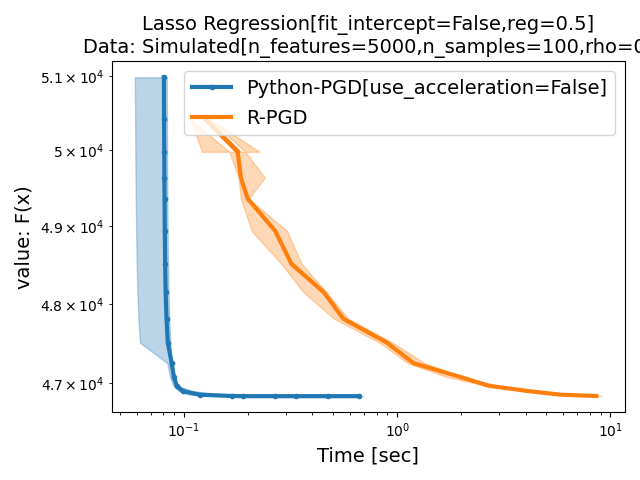 Lasso Regression[fit_intercept=False,reg=0.5]
Data: Simulated[n_features=5000,n_samples=100,rho=0
Python-PGD[use_acceleration=False]
R-PGD
value: F(x)
5.1 × 10⁴
5 × 10⁴
4.9 × 10⁴
4.8 × 10⁴
4.7 × 10⁴
10⁻¹
10⁰
10¹
Time [sec]